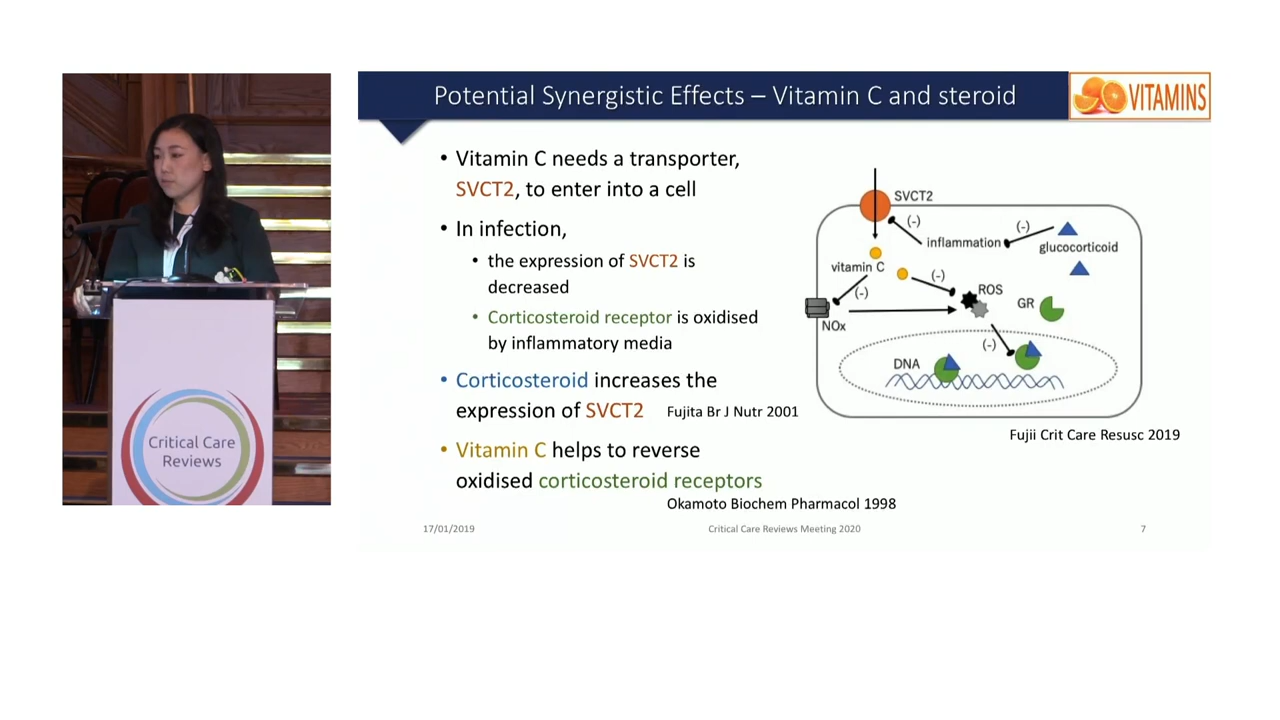 Potential Synergistic Effects – Vitamin C and steroid
VITAMINS
• Vitamin C needs a transporter,
SVCT2, to enter into a cell
• In infection,
• the expression of SVCT2 is
decreased
• Corticosteroid receptor is oxidised
by inflammatory media
• Corticosteroid increases the
expression of SVCT2
Fujita Br J Nutr 2001
• Vitamin C helps to reverse
oxidised corticosteroid receptors
Okamoto Biochem Pharmacol 1998
SVCT2
(-)
(-)
inflammation
glucocorticoid
vitamin C
(-)
(-)
ROS
GR
NOx
(-)
DNA
Fujii Crit Care Resusc 2019
17/01/2019
Critical Care Reviews Meeting 2020
7
Critical Care
Reviews